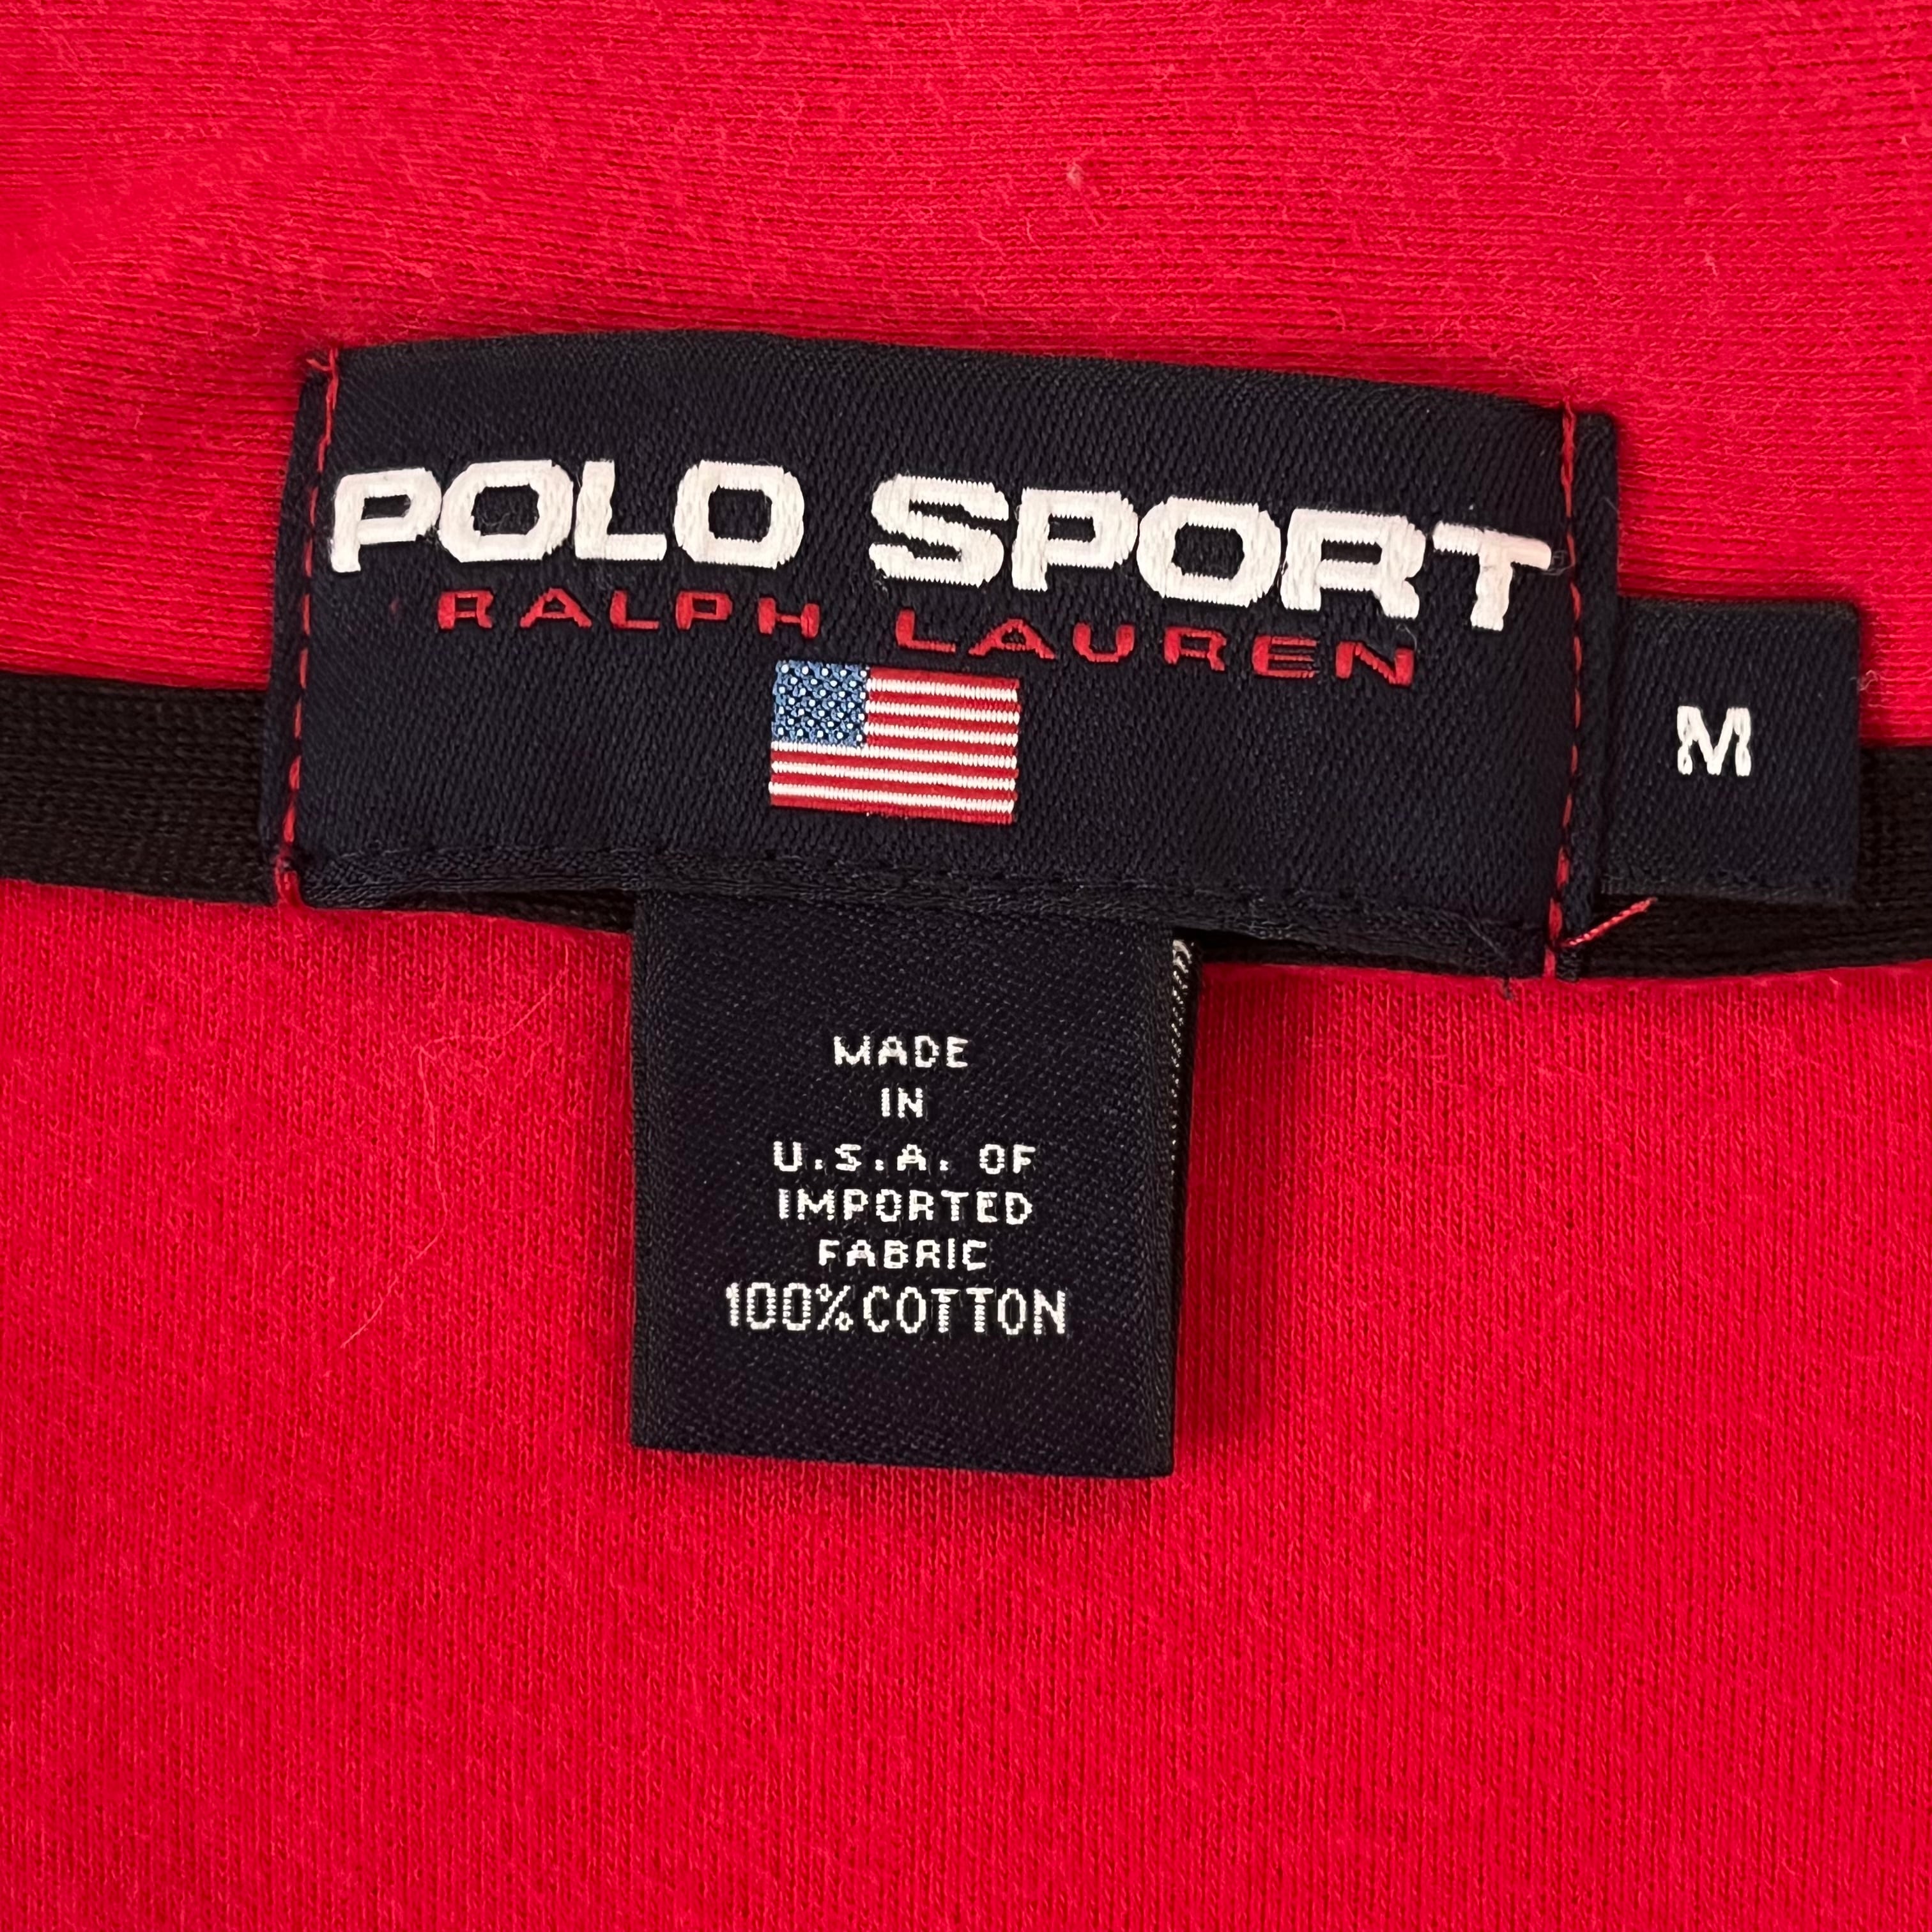 POLO SPORT
RALPH LAUREN
M
MADE
IN
U.S.A. OF
IMPORTED
FABRIC
100%COTTON